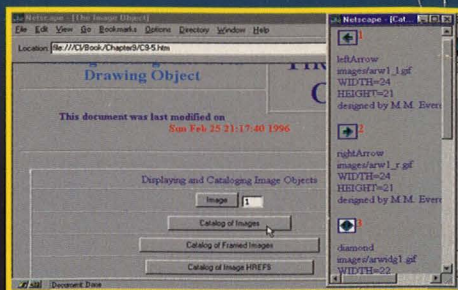 Netscape - [The Image Object]
File Edit View Go Bookmarks Options Directory Window Help
Location: file:///C|/Book/Chapter9/C9-5.htm
Drawing Object
This document was last modified on
Sun Feb 25 21:17:40 1996
Displaying and Cataloging Image Objects
Image 1
Catalog of Images
Catalog of Framed Images
Catalog of Image HREFS
Document: Done
Netscape - [Cat...
1
leftArrow
images/arw1_l.gif
WIDTH=24
HEIGHT=21
designed by M.M. Ever
2
rightArrow
images/arw1_r.gif
WIDTH=24
HEIGHT=21
designed by M.M. Ever
3
diamond
images/arwidg1.gif
WIDTH=22